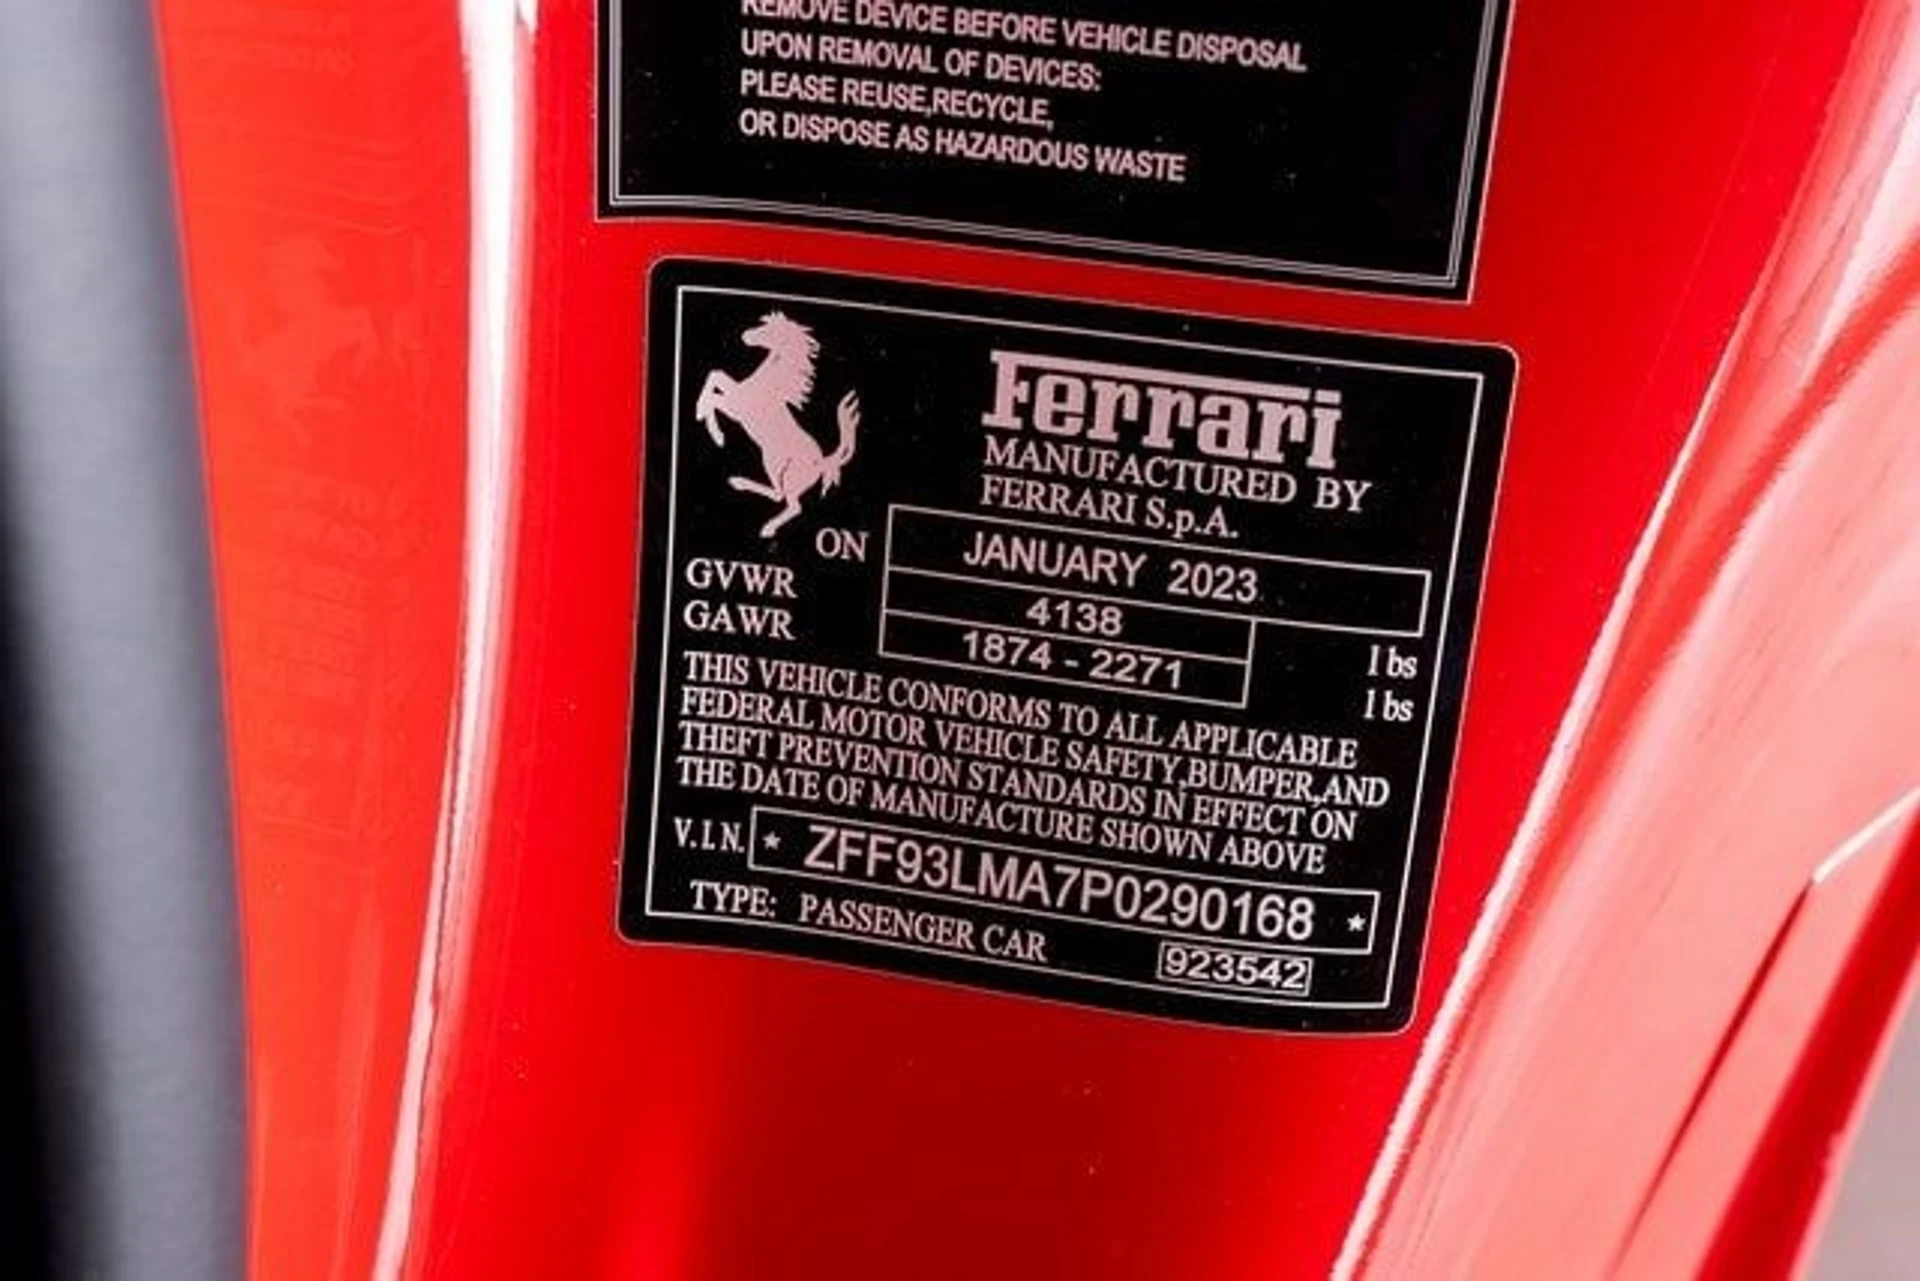 REMOVE DEVICE BEFORE VEHICLE DISPOSAL
UPON REMOVAL OF DEVICES:
PLEASE REUSE,RECYCLE,
OR DISPOSE AS HAZARDOUS WASTE
Ferrari
MANUFACTURED BY
FERRARI S.p.A.
ON JANUARY 2023
GVWR 4138 lbs
GAWR 1874 - 2271 lbs
THIS VEHICLE CONFORMS TO ALL APPLICABLE
FEDERAL MOTOR VEHICLE SAFETY,BUMPER,AND
THEFT PREVENTION STANDARDS IN EFFECT ON
THE DATE OF MANUFACTURE SHOWN ABOVE
V.I.N. * ZFF93LMA7P0290168 *
TYPE: PASSENGER CAR 923542